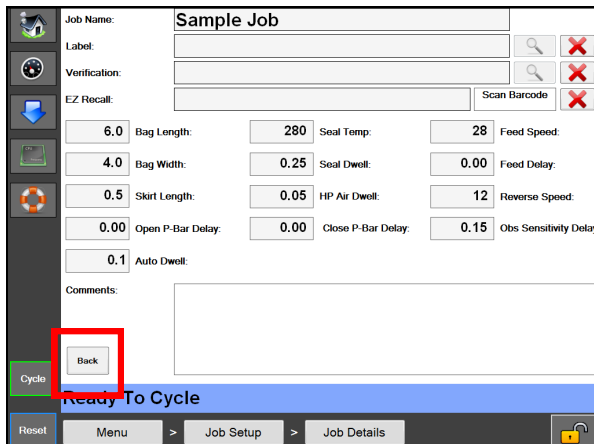 Job Name: Sample Job
Label:
Verification:
EZ Recall: Scan Barcode
6.0 Bag Length: 280 Seal Temp: 28 Feed Speed:
4.0 Bag Width: 0.25 Seal Dwell: 0.00 Feed Delay:
0.5 Skirt Length: 0.05 HP Air Dwell: 12 Reverse Speed:
0.00 Open P-Bar Delay: 0.00 Close P-Bar Delay: 0.15 Obs Sensitivity Delay
0.1 Auto Dwell:
Comments:
Back
Cycle
Ready To Cycle
Reset Menu > Job Setup > Job Details